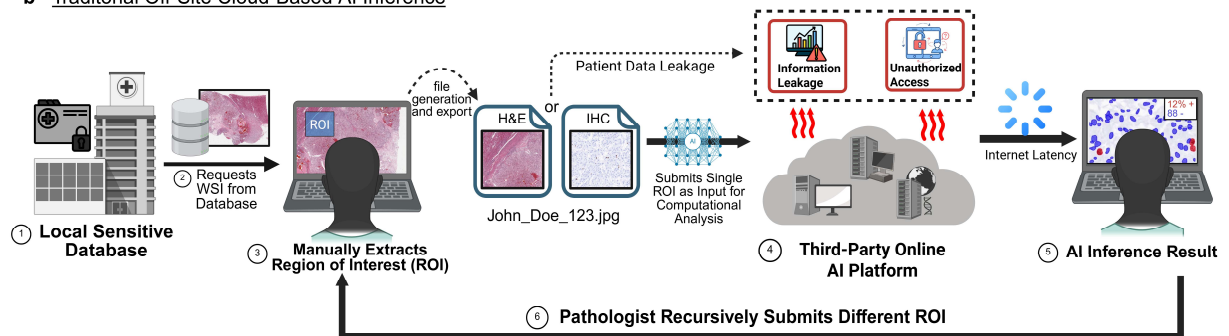 b Traditonal Off-Site Cloud-Based AI Inference
Information
Leakage
Unauthorized
Access
file
generation
and export
or
Patient Data Leakage
ROI
H&E
IHC
AI
12% +
88 -
2 Requests
WSI from
Database
Submits Single
ROI as Input for
Computational
Analysis
Internet Latency
John_Doe_123.jpg
1 Local Sensitive
Database
3 Manually Extracts
Region of Interest (ROI)
4 Third-Party Online
AI Platform
5 AI Inference Result
6 Pathologist Recursively Submits Different ROI